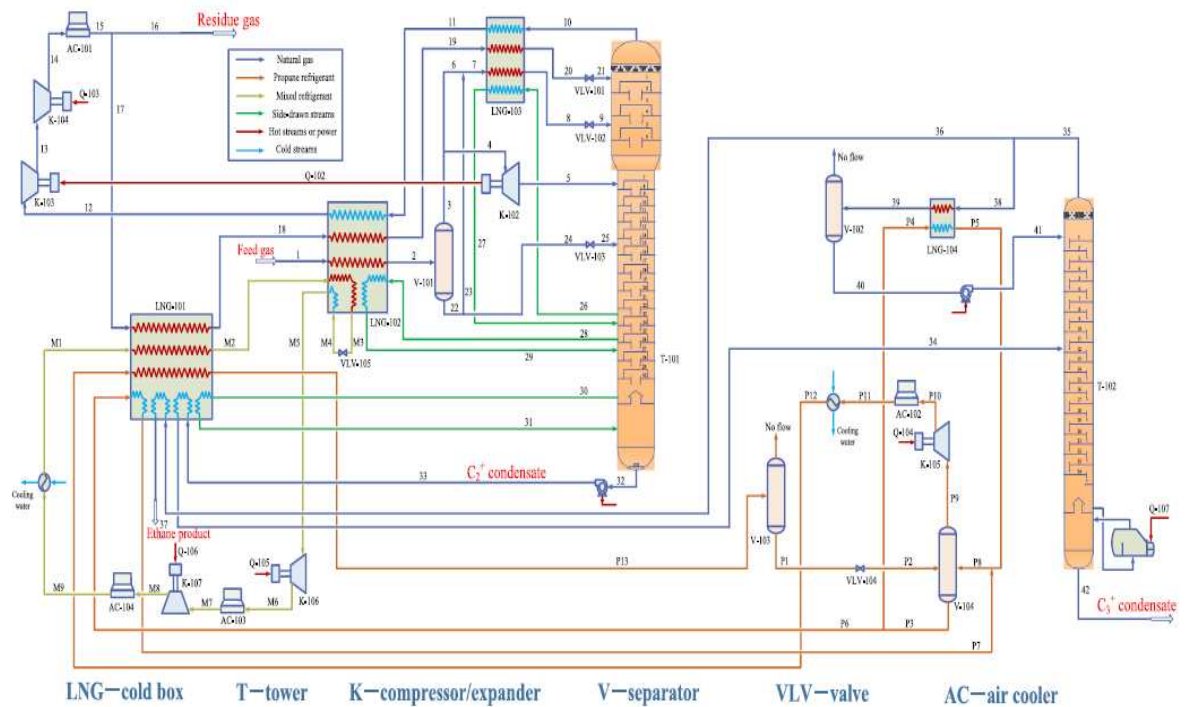 15
16
Residue gas
AC-101
14
Q-103
K-104
17
13
Q-102
K-103
12
Natural gas
Propane refrigerant
Mixed refrigerant
Side-drawn streams
Hot streams or power
Cold streams
11
10
19
6
7
20
21
VLV-101
LNG-103
8
9
VLV-102
4
5
K-102
3
27
18
Feed gas
1
2
V-101
24
25
VLV-103
23
22
26
28
29
LNG-102
M4
M3
VLV-105
M5
T-101
30
31
LNG-101
M1
M2
33
C₂⁺ condensate
32
Cooling
water
37
Ethane product
Q-106
K-107
M9
M8
AC-104
M7
AC-103
M6
Q-105
K-106
36
35
No flow
V-102
39
38
P4
P5
LNG-104
41
40
34
T-102
P12
P11
P10
AC-102
Cooling
water
Q-104
K-105
No flow
P9
V-103
P13
P1
P2
P8
VLV-104
V-104
P6
P3
P7
Q-107
42
C₃⁺ condensate
LNG—cold box
T—tower
K—compressor/expander
V—separator
VLV—valve
AC—air cooler